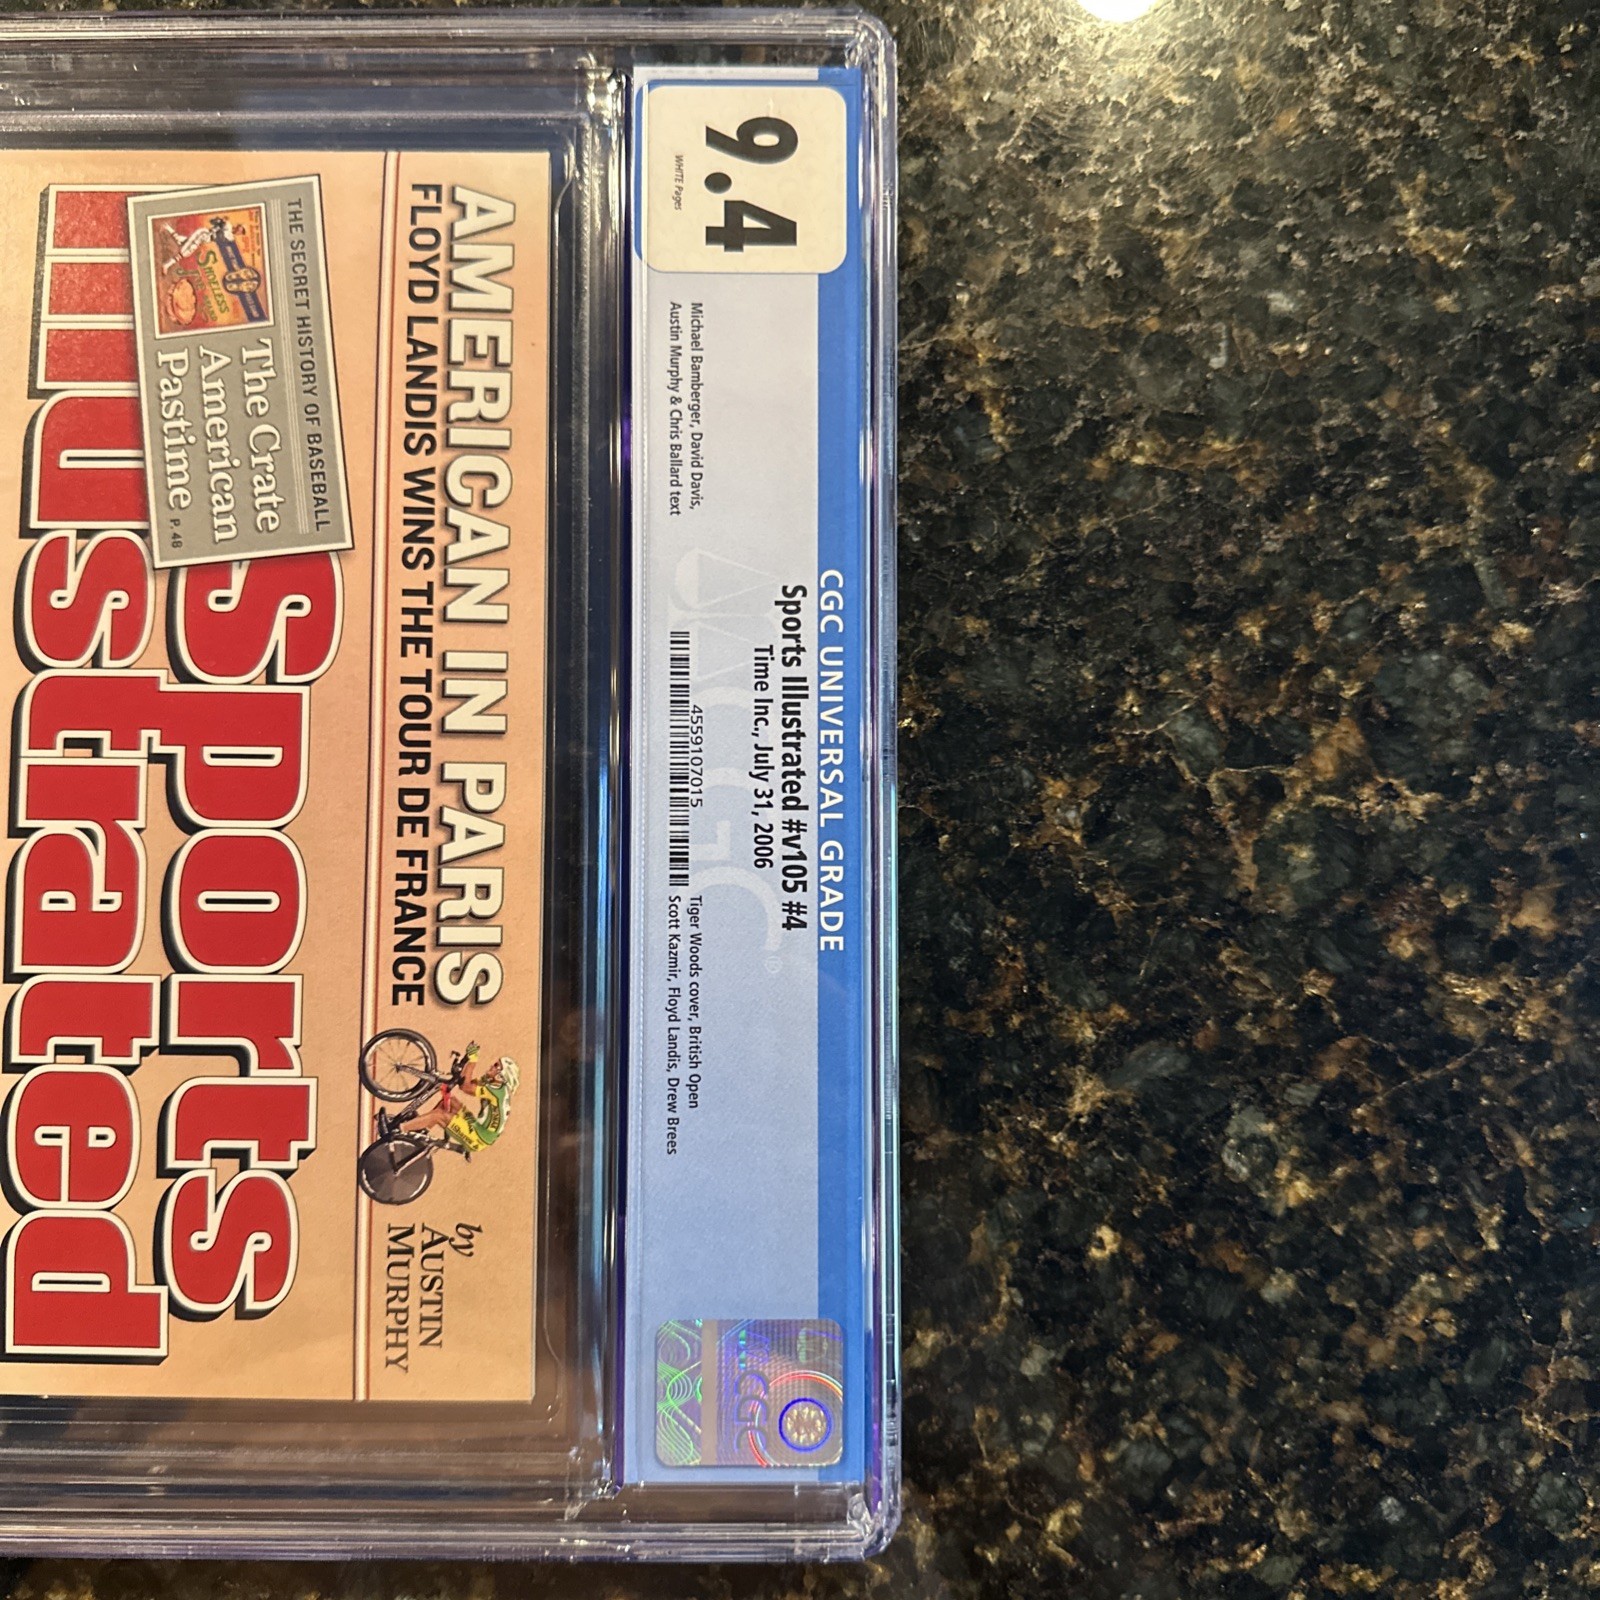 CGC UNIVERSAL GRADE
9.4
WHITE Pages
Sports Illustrated #v105 #4
Time Inc., July 31, 2006
Michael Bamberger, David Davis,
Austin Murphy & Chris Ballard text
4559107015
Tiger Woods cover, British Open
Scott Kazmir, Floyd Landis, Drew Brees
CGC
AMERICAN IN PARIS
FLOYD LANDIS WINS THE TOUR DE FRANCE
by
AUSTIN
MURPHY
THE SECRET HISTORY OF BASEBALL
The Crate
American
Pastime P. 48
Sports
Illustrated